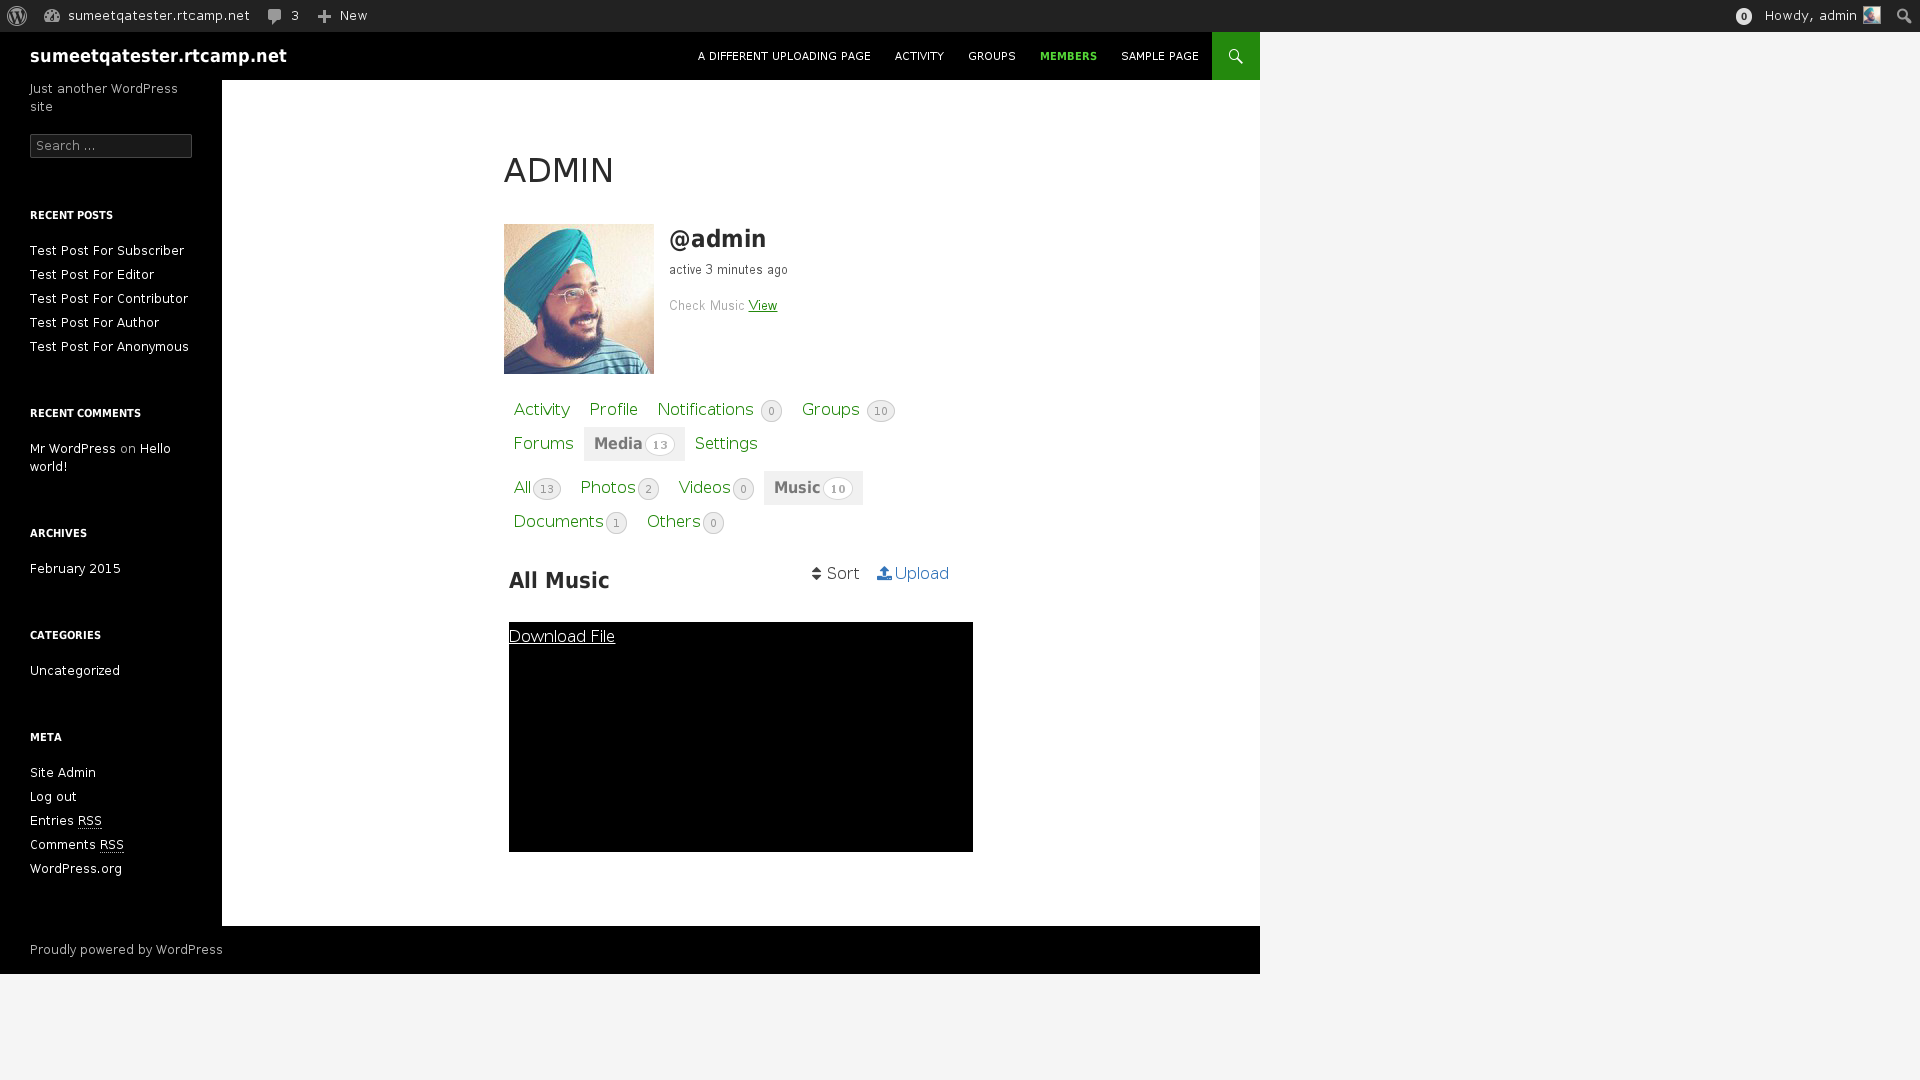 sumeetqatester.rtcamp.net 3 New 0 Howdy, admin
sumeetqatester.rtcamp.net A DIFFERENT UPLOADING PAGE ACTIVITY GROUPS MEMBERS SAMPLE PAGE
Just another WordPress
site
Search ...
RECENT POSTS
Test Post For Subscriber
Test Post For Editor
Test Post For Contributor
Test Post For Author
Test Post For Anonymous
RECENT COMMENTS
Mr WordPress on Hello
world!
ARCHIVES
February 2015
CATEGORIES
Uncategorized
META
Site Admin
Log out
Entries RSS
Comments RSS
WordPress.org
ADMIN
@admin
active 3 minutes ago
Check Music View
Activity Profile Notifications 0 Groups 10
Forums Media 13 Settings
All 13 Photos 2 Videos 0 Music 10
Documents 1 Others 0
All Music Sort Upload
Download File
Proudly powered by WordPress